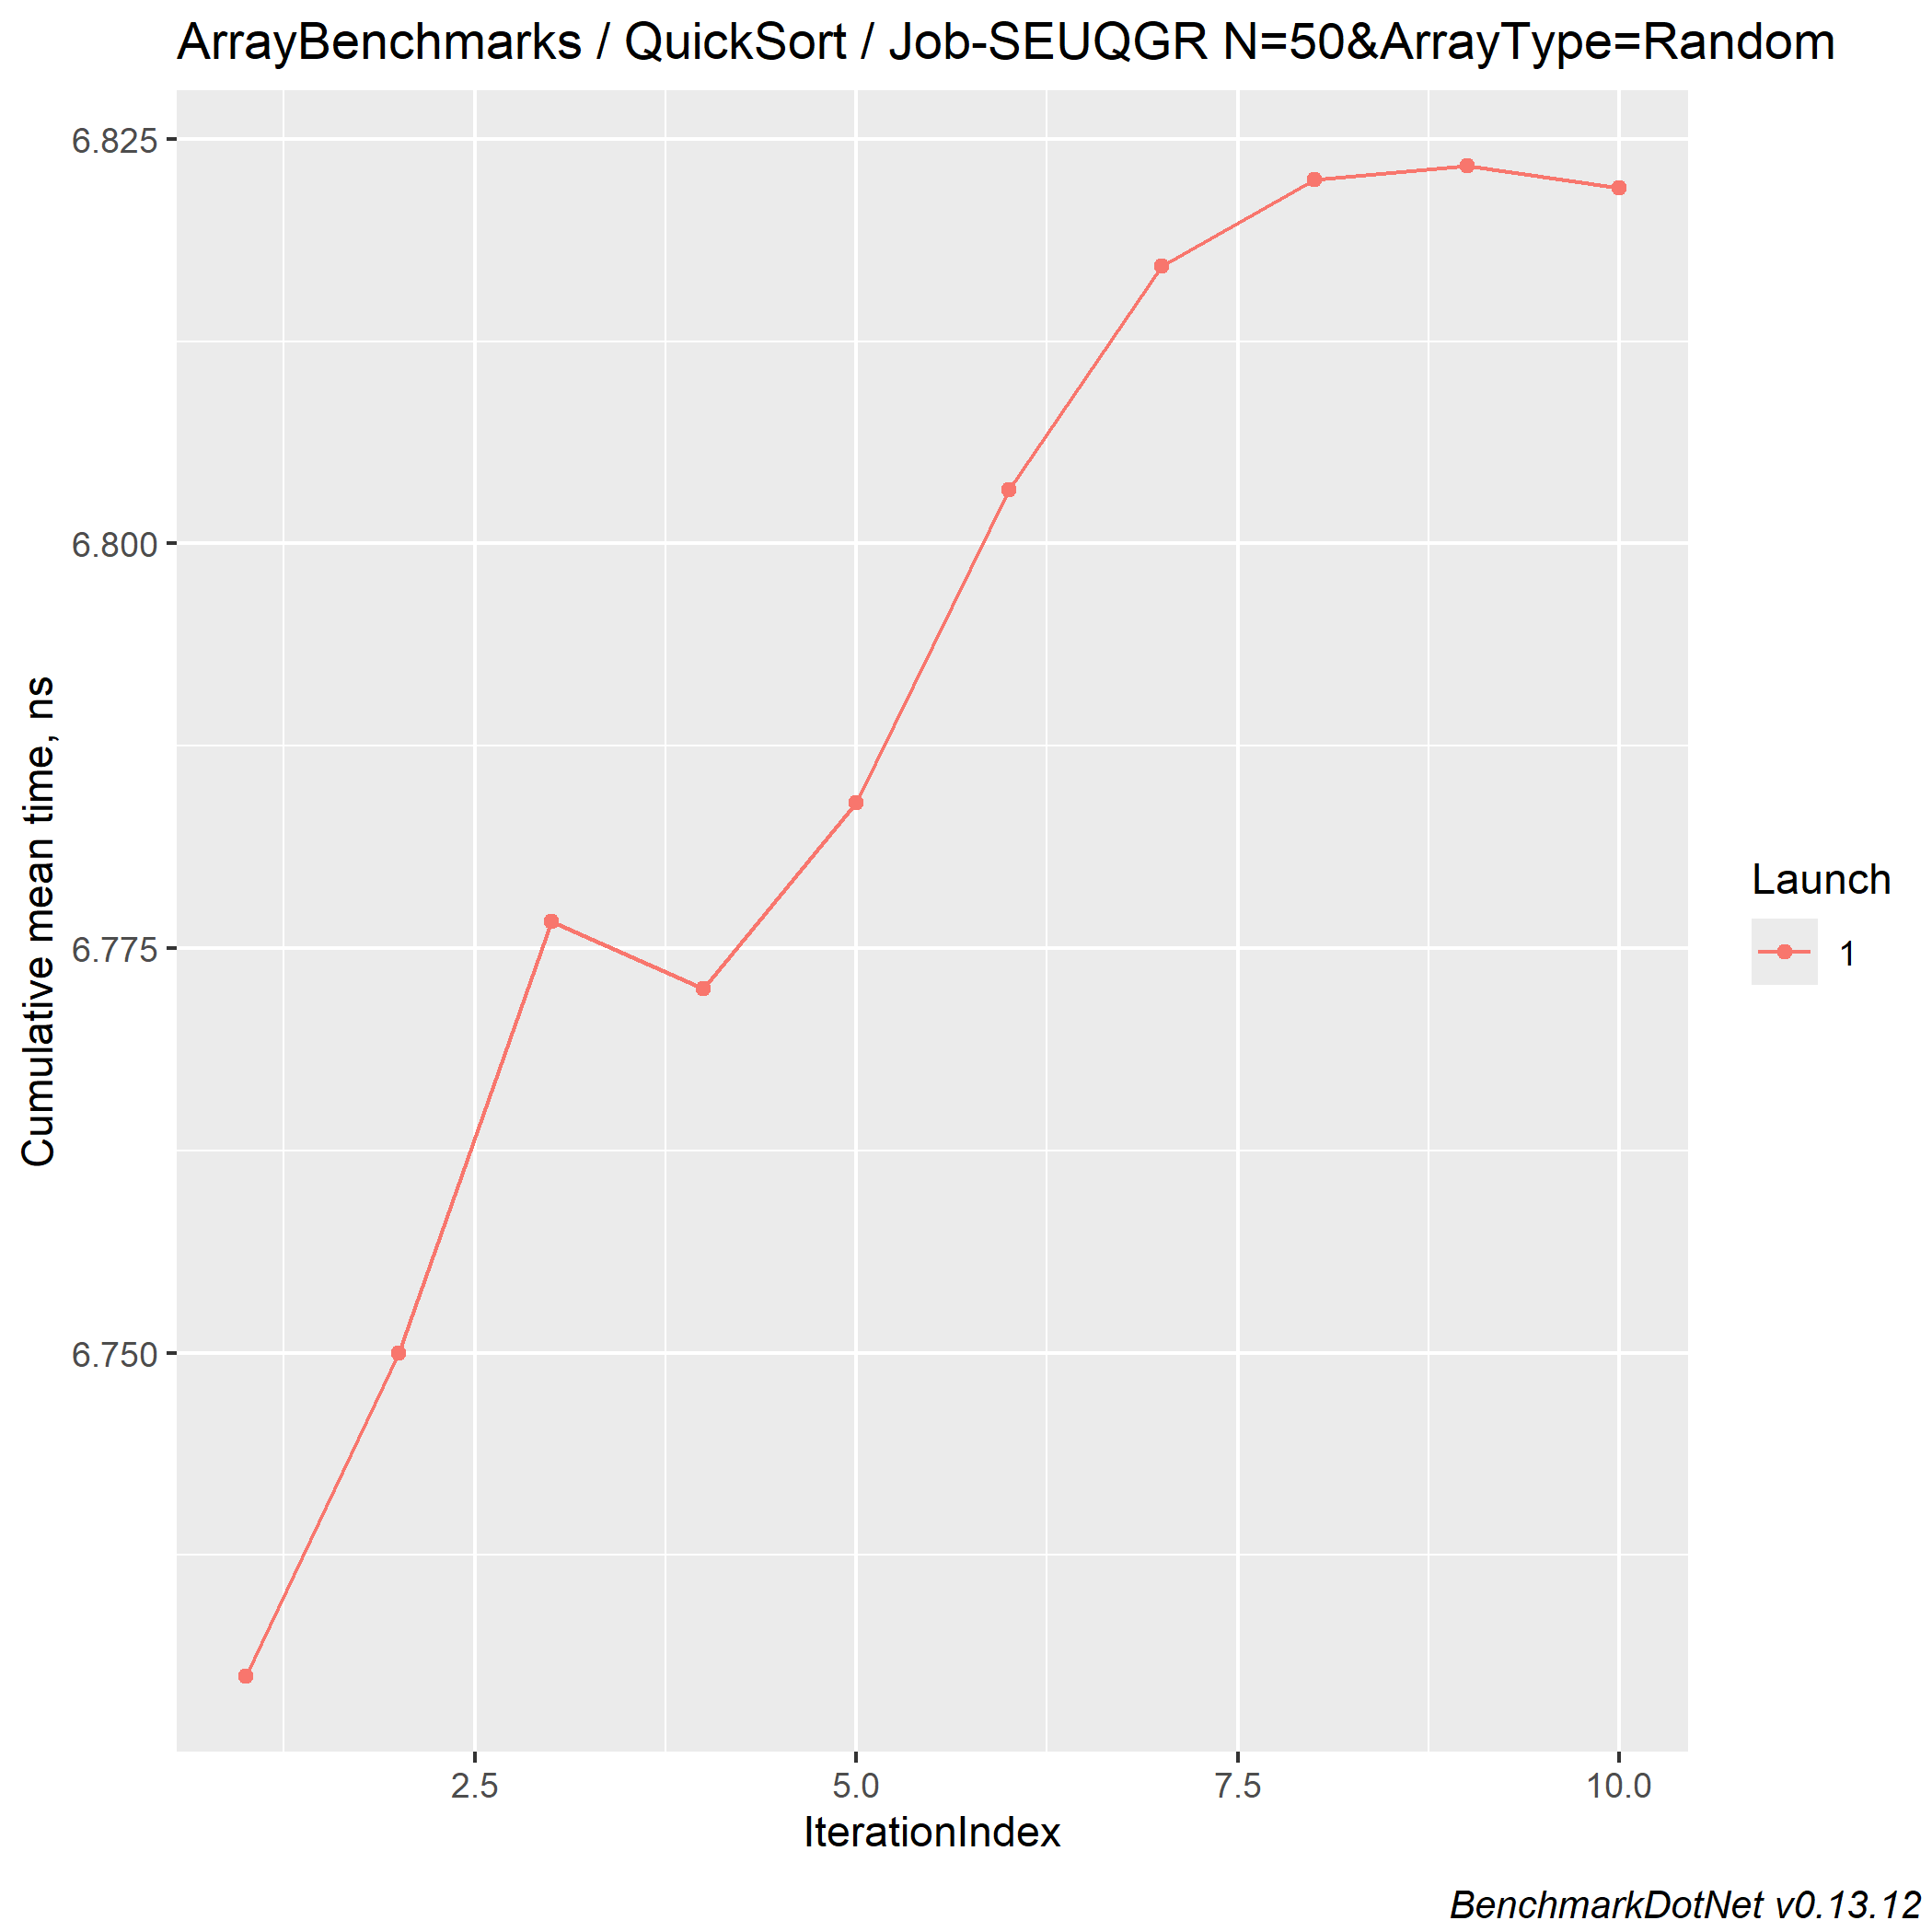 ArrayBenchmarks / QuickSort / Job-SEUQGR N=50&ArrayType=Random
Cumulative mean time, ns
6.825
6.800
6.775
6.750
2.5 5.0 7.5 10.0
IterationIndex
Launch
1
BenchmarkDotNet v0.13.12